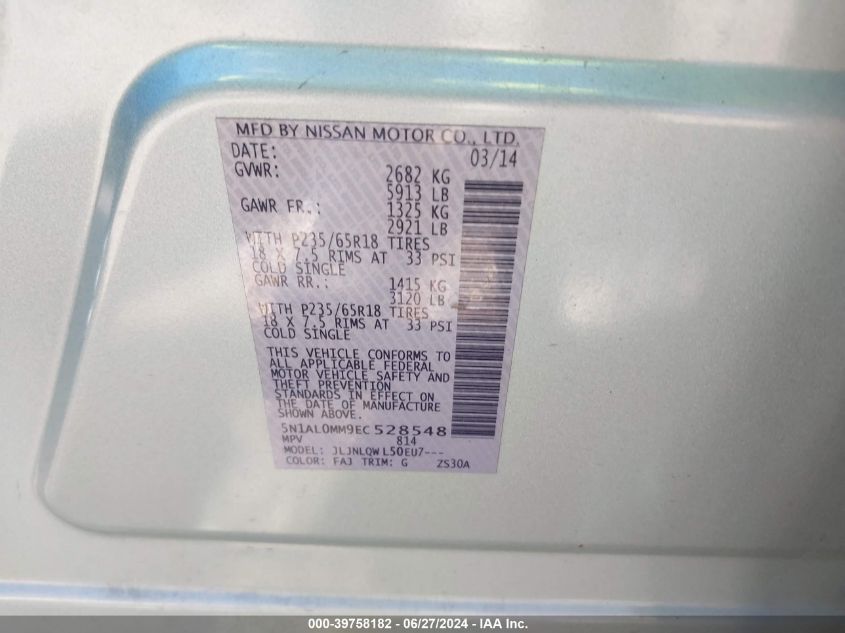 MFD BY NISSAN MOTOR CO., LTD.
DATE: 03/14
GVWR: 2682 KG
5913 LB
GAWR FR.: 1325 KG
2921 LB
WITH P235/65R18 TIRES
18 X 7.5 RIMS AT 33 PSI
COLD SINGLE
GAWR RR.: 1415 KG
3120 LB
WITH P235/65R18 TIRES
18 X 7.5 RIMS AT 33 PSI
COLD SINGLE
THIS VEHICLE CONFORMS TO
ALL APPLICABLE FEDERAL
MOTOR VEHICLE SAFETY AND
THEFT PREVENTION
STANDARDS IN EFFECT ON
THE DATE OF MANUFACTURE
SHOWN ABOVE.
5N1AL0MM9EC528548
MPV 814
MODEL: JLJNLQWL50EU7---
COLOR: FAJ TRIM: G ZS30A
000-39758182 - 06/27/2024 - IAA Inc.